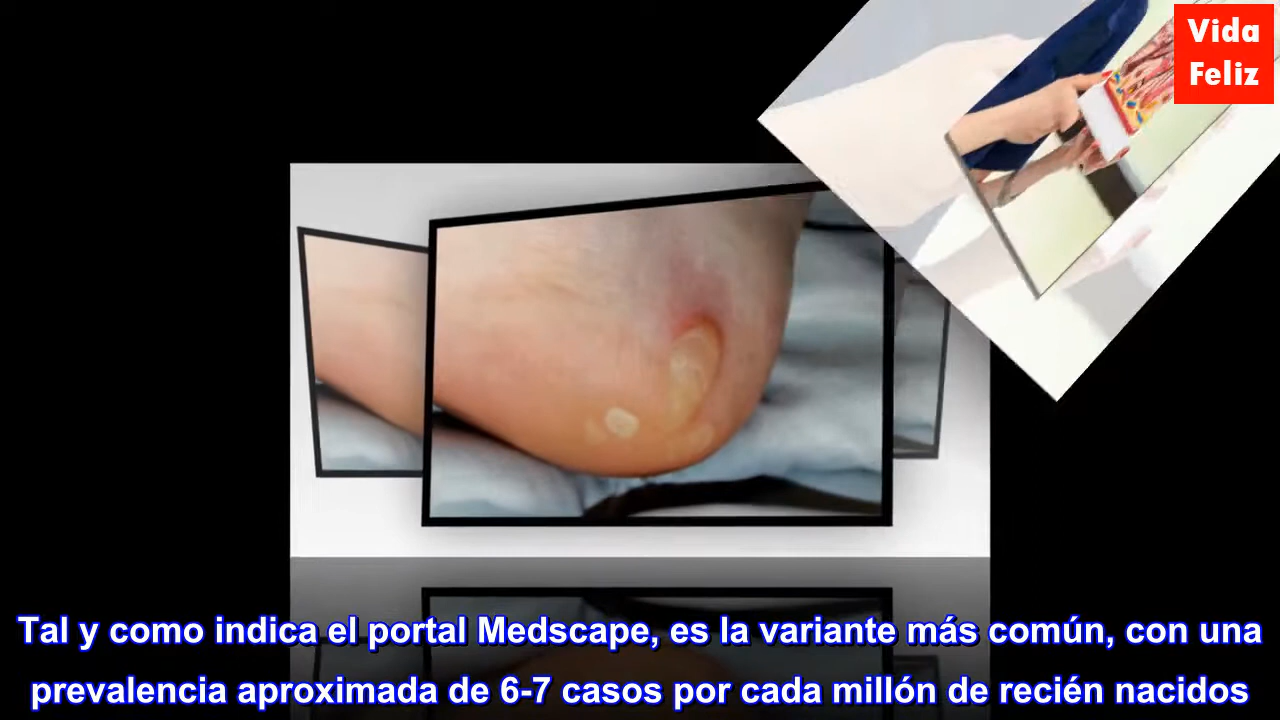 Vida
Feliz
Tal y como indica el portal Medscape, es la variante más común, con una
prevalencia aproximada de 6-7 casos por cada millón de recién nacidos